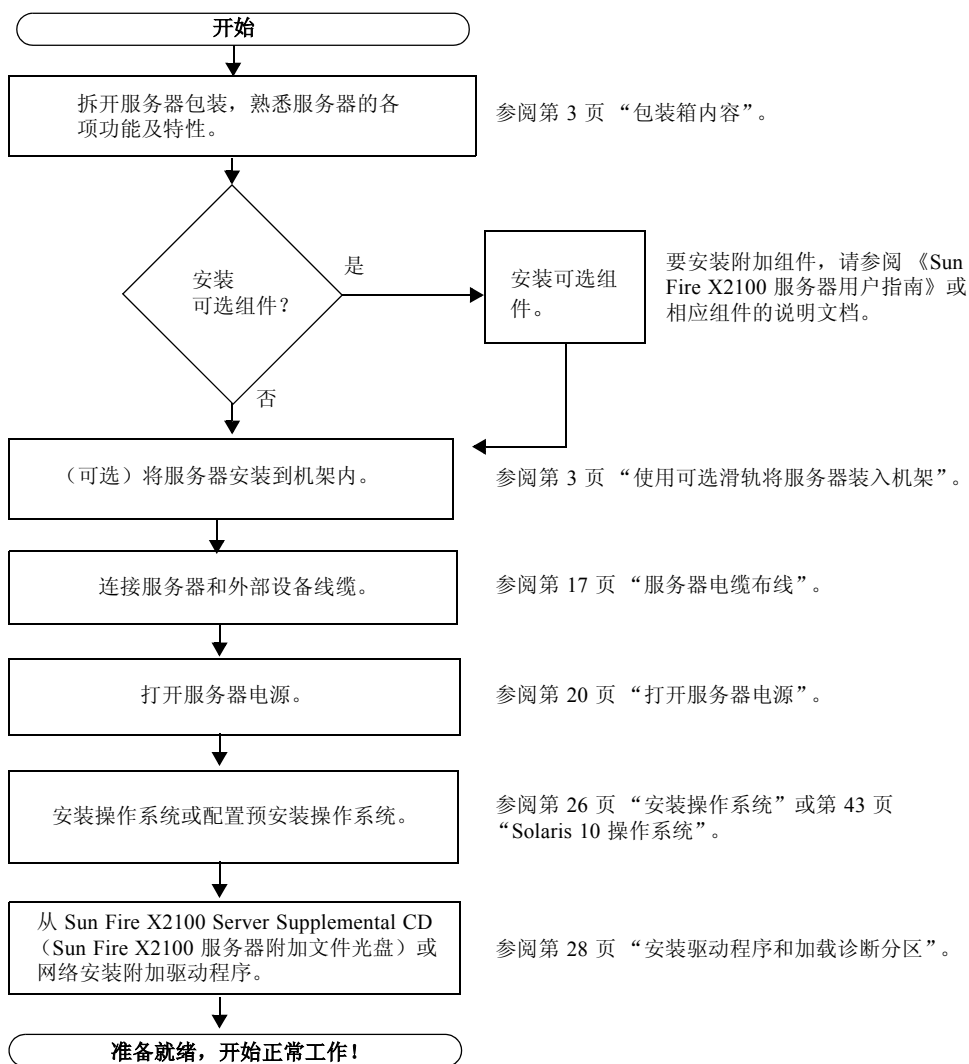 开始
拆开服务器包装，熟悉服务器的各
项功能及特性。
参阅第 3 页 “包装箱内容”。
安装
可选组件？
是
安装可选组
件。
要安装附加组件，请参阅 《Sun
Fire X2100 服务器用户指南》或
相应组件的说明文档。
否
（可选）将服务器安装到机架内。
参阅第 3 页 “使用可选滑轨将服务器装入机架”。
连接服务器和外部设备线缆。
参阅第 17 页 “服务器电缆布线”。
打开服务器电源。
参阅第 20 页 “打开服务器电源”。
安装操作系统或配置预安装操作系统。
参阅第 26 页 “安装操作系统”或第 43 页
“Solaris 10 操作系统”。
从 Sun Fire X2100 Server Supplemental CD
（Sun Fire X2100 服务器附加文件光盘）或
网络安装附加驱动程序。
参阅第 28 页 “安装驱动程序和加载诊断分区”。
准备就绪，开始正常工作！